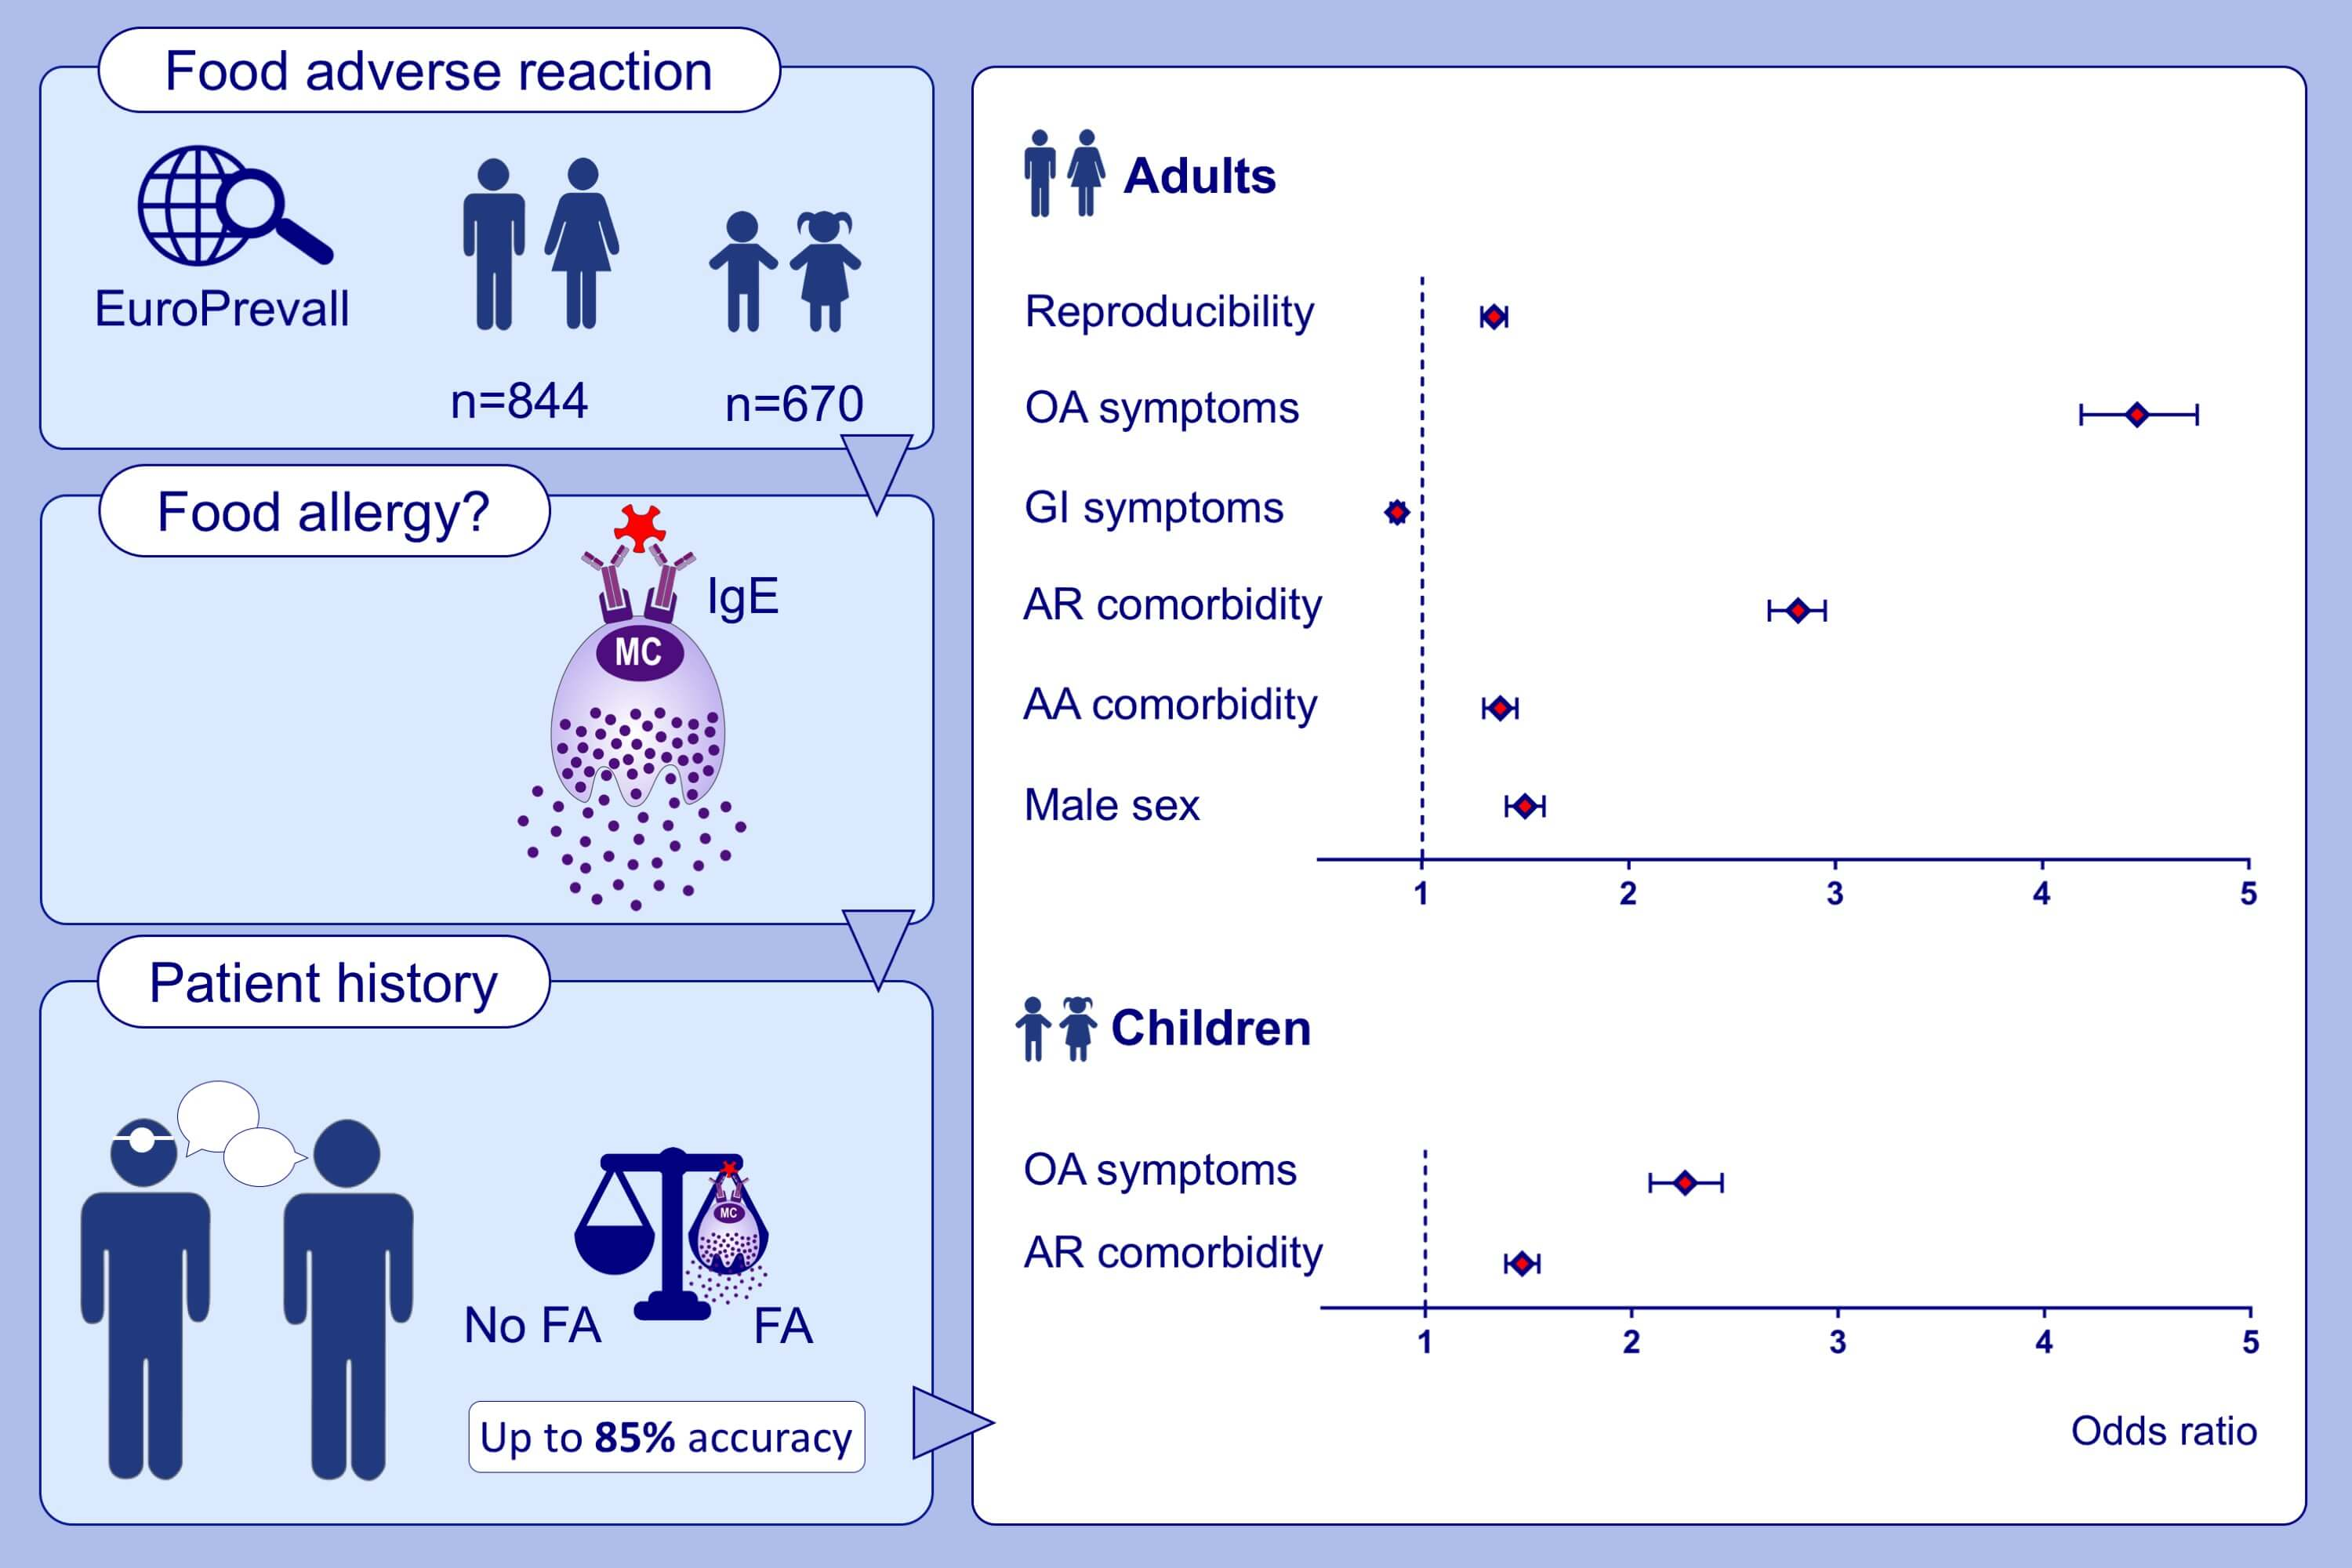 Food adverse reaction
EuroPrevall
n=844
n=670
Food allergy?
IgE
MC
Patient history
MC
No FA
FA
Up to 85% accuracy
Adults
Reproducibility
OA symptoms
GI symptoms
AR comorbidity
AA comorbidity
Male sex
1 2 3 4 5
Children
OA symptoms
AR comorbidity
1 2 3 4 5
Odds ratio